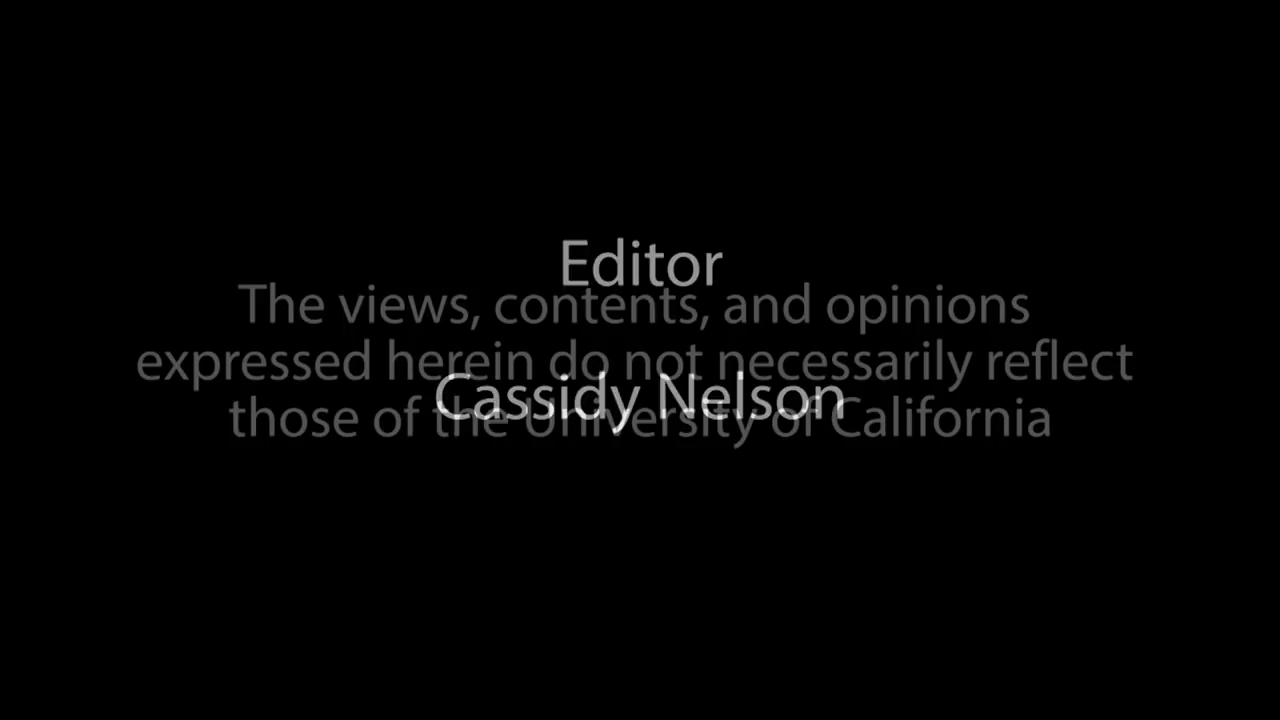 Editor
The views, contents, and opinions
expressed herein do not necessarily reflect
Cassidy Nelson
those of the University of California